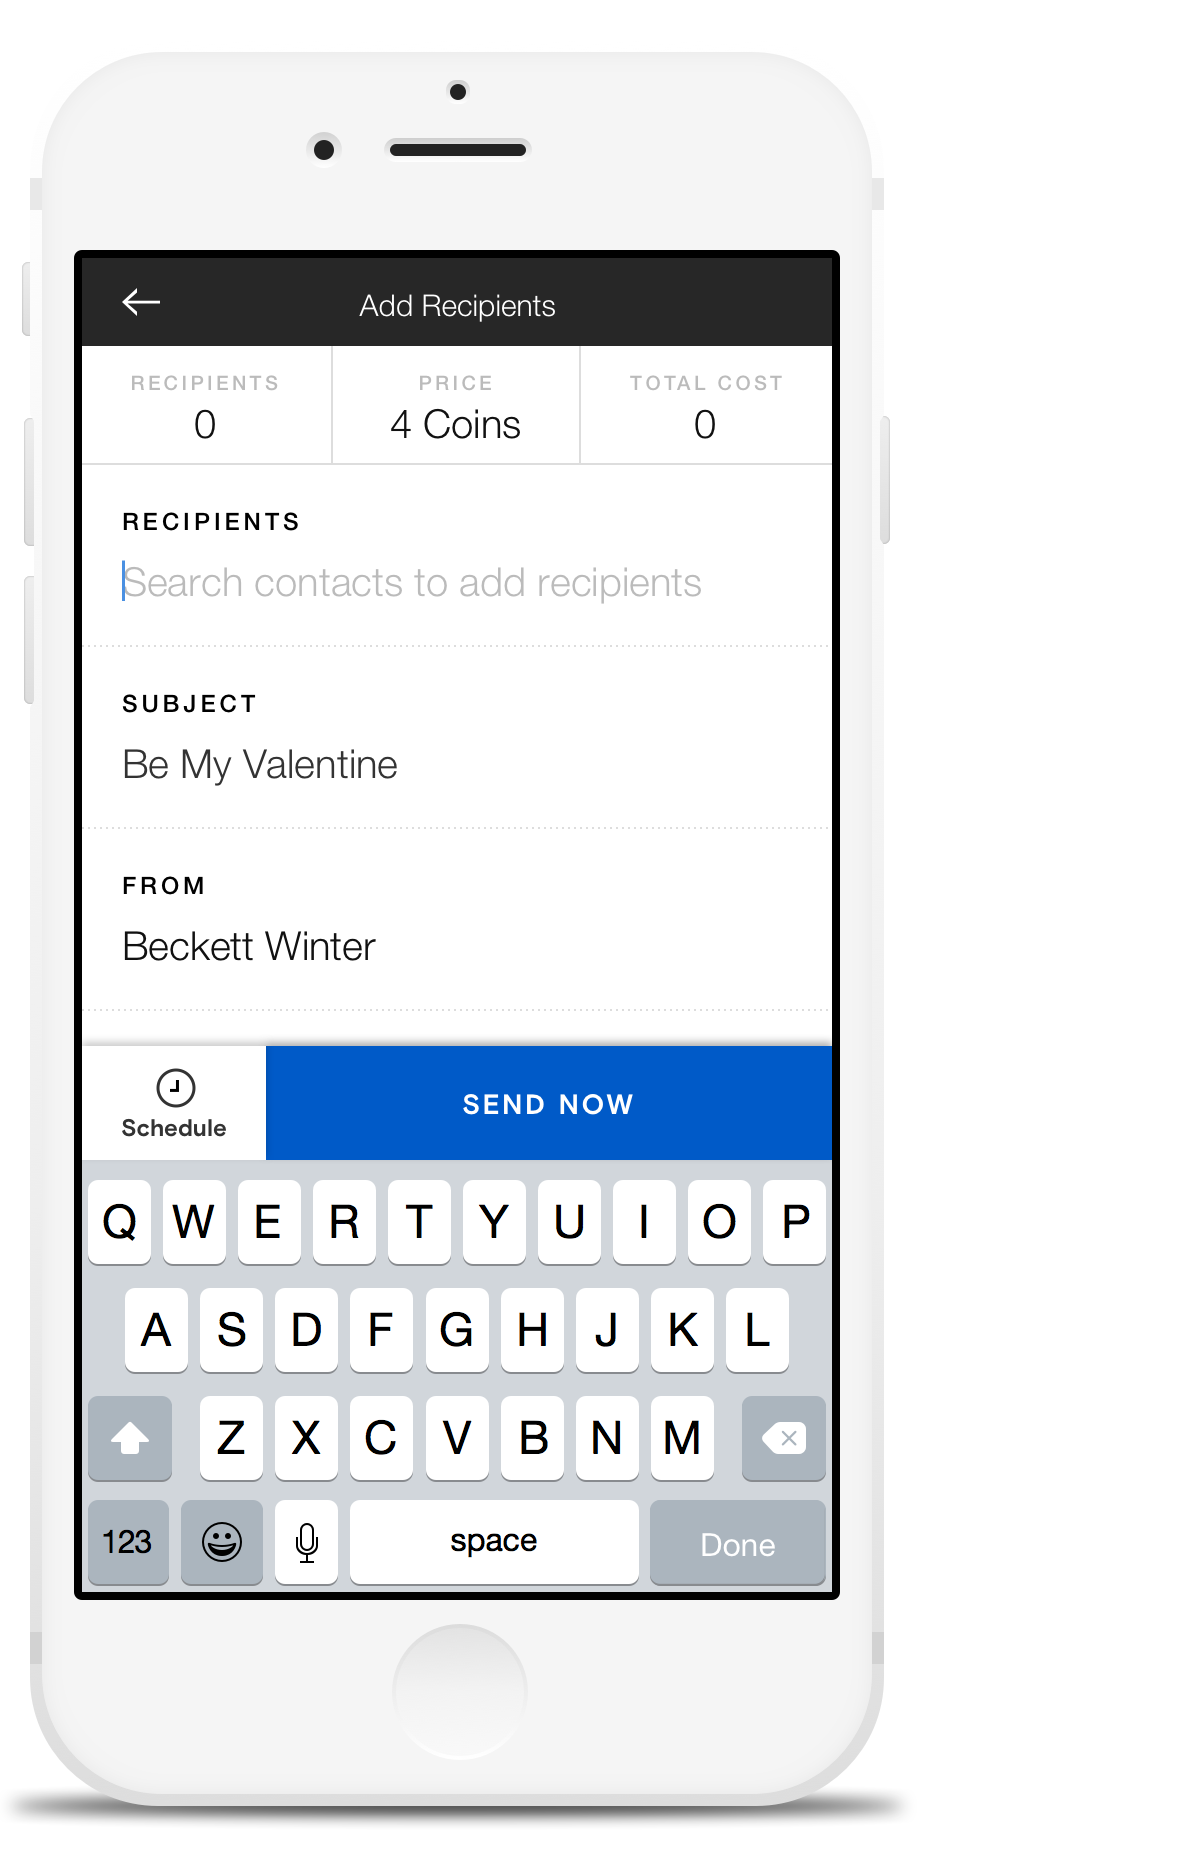 Add Recipients
RECIPIENTS PRICE TOTAL COST
0 4 Coins 0
RECIPIENTS
Search contacts to add recipients
SUBJECT
Be My Valentine
FROM
Beckett Winter
Schedule SEND NOW
Q W E R T Y U I O P
A S D F G H J K L
Z X C V B N M
123 space Done